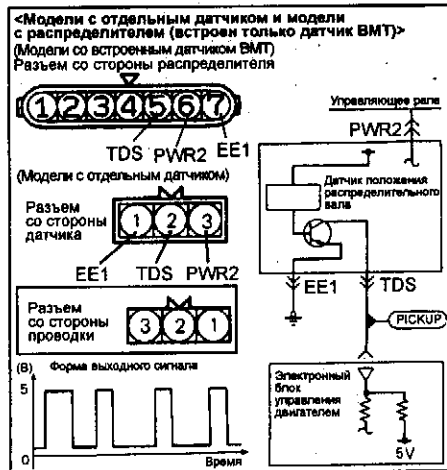 <Модели с отдельным датчиком и модели
с распределителем (встроен только датчик ВМТ)>
(Модели со встроенным датчиком ВМТ)
Разъем со стороны распределителя
1 2 3 4 5 6 7
TDS PWR2 EE1
(Модели с отдельным датчиком)
Разъем
со стороны
датчика
1 2 3
EE1 TDS PWR2
Разъем
со стороны
проводки
3 2 1
(В) Форма выходного сигнала
5
0
Время
Управляющее рале
PWR2
Датчик положения
распределительного
вала
EE1 TDS
PICKUP
Электронный
блок
управления
двигателем
5 V